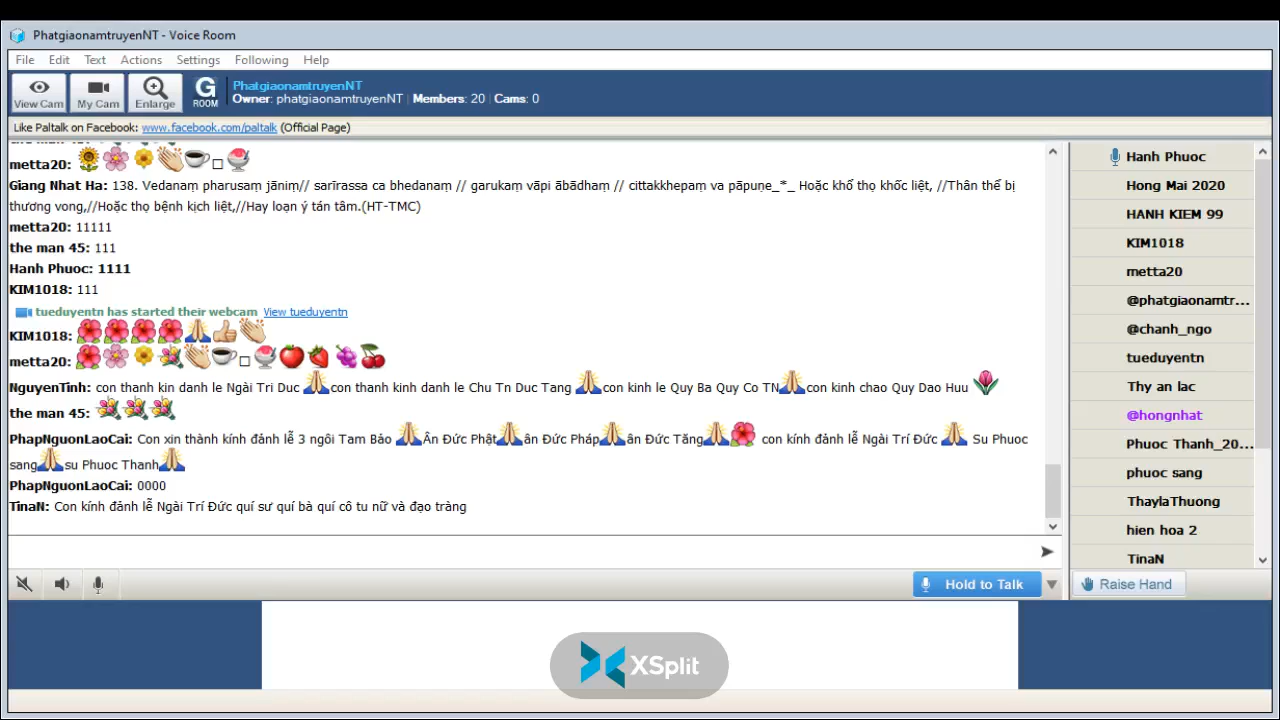 PhatgiaonamtruyenNT - Voice Room
File Edit Text Actions Settings Following Help
View Cam My Cam Enlarge G ROOM
PhatgiaonamtruyenNT
Owner: phatgiaonamtruyenNT | Members: 20 | Cams: 0
Like Paltalk on Facebook: www.facebook.com/paltalk (Official Page)
metta20:
Giang Nhat Ha: 138. Vedanaṃ pharusaṃ jāniṃ// sarīrassa ca bhedanaṃ // garukaṃ vāpi ābādhaṃ // cittakkhepaṃ va pāpuṇe_*_ Hoặc khổ thọ khốc liệt, //Thân thể bị
thương vong,//Hoặc thọ bệnh kịch liệt,//Hay loạn ý tán tâm.(HT-TMC)
metta20: 11111
the man 45: 111
Hanh Phuoc: 1111
KIM1018: 111
tueduyentn has started their webcam View tueduyentn
KIM1018:
metta20:
NguyenTinh: con thanh kin danh le Ngài Tri Duc con thanh kinh danh le Chu Tn Duc Tang con kinh le Quy Ba Quy Co TN con kinh chao Quy Dao Huu
the man 45:
PhapNguonLaoCai: Con xin thành kính đảnh lễ 3 ngôi Tam Bảo Ân Đức Phật ân Đức Pháp ân Đức Tăng con kính đảnh lễ Ngài Trí Đức Su Phuoc
sang su Phuoc Thanh
PhapNguonLaoCai: 0000
TinaN: Con kính đảnh lễ Ngài Trí Đức quí sư quí bà quí cô tu nữ và đạo tràng
Hold to Talk
Hanh Phuoc
Hong Mai 2020
HANH KIEM 99
KIM1018
metta20
@phatgiaonamtr...
@chanh_ngo
tueduyentn
Thy an lac
@hongnhat
Phuoc Thanh_20...
phuoc sang
ThaylaThuong
hien hoa 2
TinaN
Raise Hand
XSplit